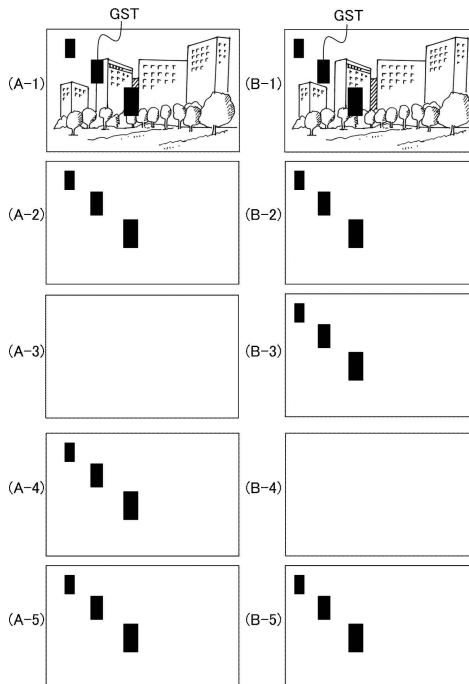 GST GST
(A-1) (B-1)
(A-2) (B-2)
(A-3) (B-3)
(A-4) (B-4)
(A-5) (B-5)